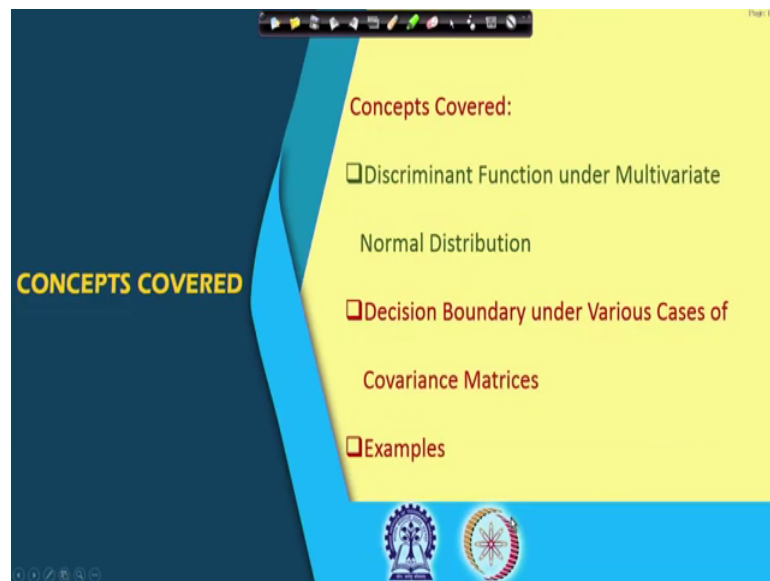 Concepts Covered:
❑Discriminant Function under Multivariate
Normal Distribution
CONCEPTS COVERED
❑Decision Boundary under Various Cases of
Covariance Matrices
❑Examples